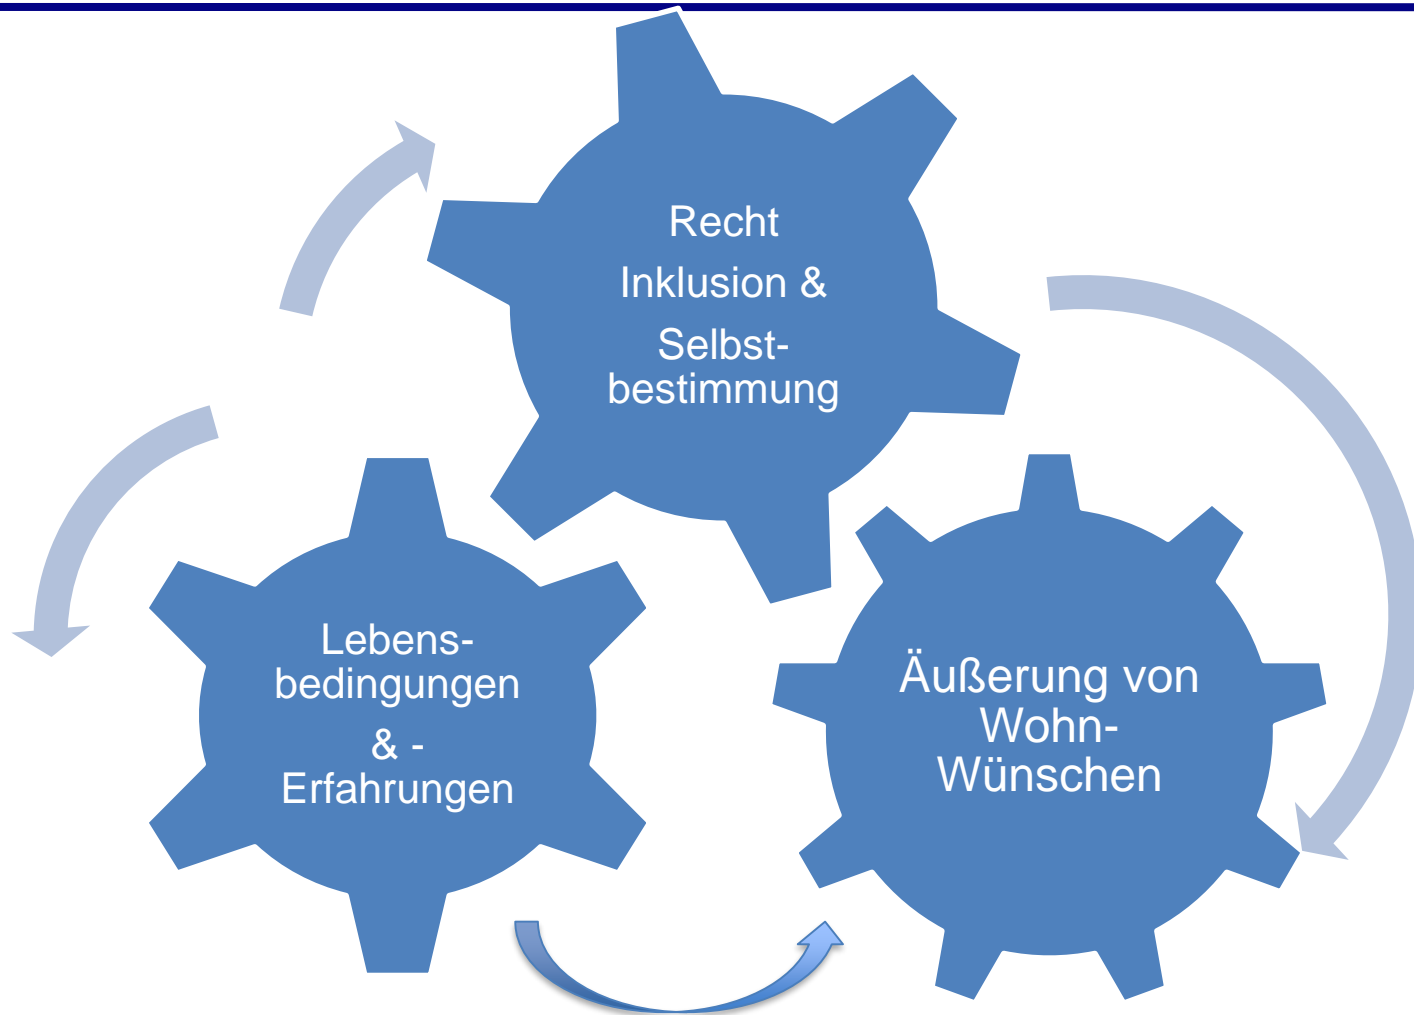 Recht
Inklusion &
Selbst-
bestimmung
Lebens-
bedingungen
& -
Erfahrungen
Äußerung von
Wohn-
Wünschen